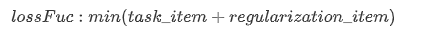 lossFuc : min(task_item + regularization_item)